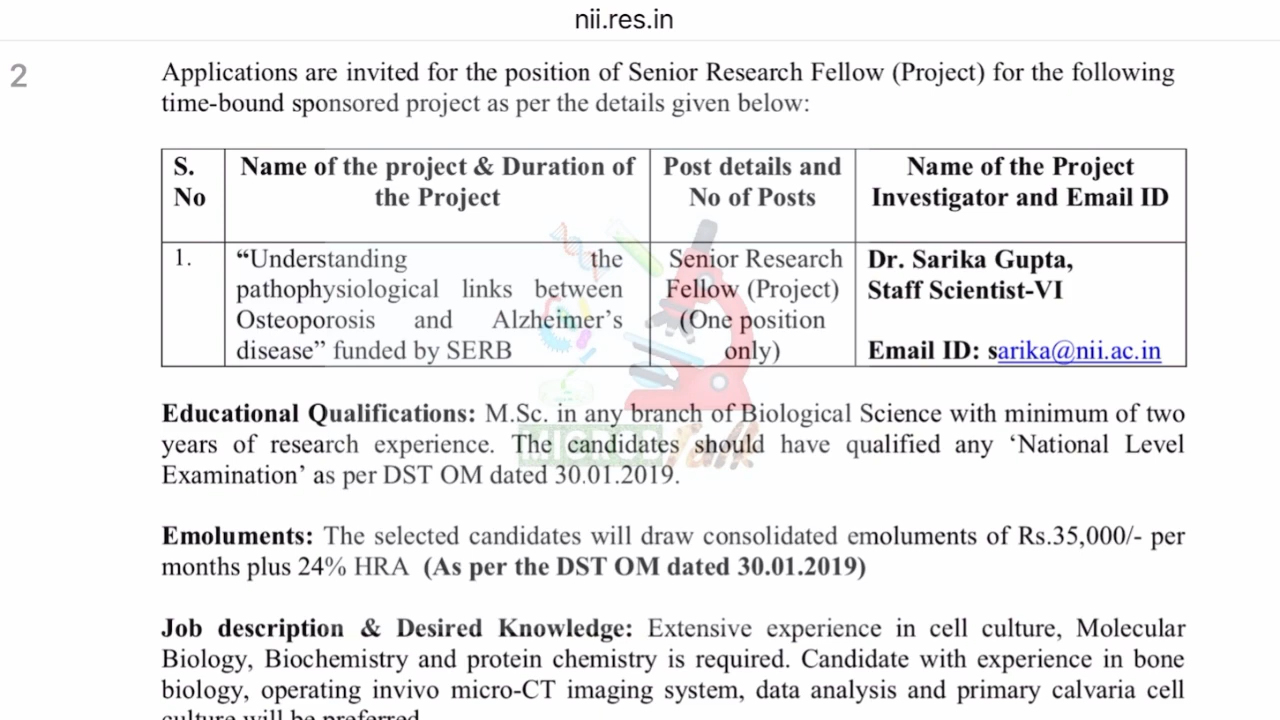 nii.res.in
2
Applications are invited for the position of Senior Research Fellow (Project) for the following
time-bound sponsored project as per the details given below:
S.
No
Name of the project & Duration of
the Project
Post details and
No of Posts
Name of the Project
Investigator and Email ID
1.
“Understanding the
pathophysiological links between
Osteoporosis and Alzheimer’s
disease” funded by SERB
Senior Research
Fellow (Project)
(One position
only)
Dr. Sarika Gupta,
Staff Scientist-VI
Email ID: sarika@nii.ac.in
Educational Qualifications: M.Sc. in any branch of Biological Science with minimum of two
years of research experience. The candidates should have qualified any ‘National Level
Examination’ as per DST OM dated 30.01.2019.
Emoluments: The selected candidates will draw consolidated emoluments of Rs.35,000/- per
months plus 24% HRA (As per the DST OM dated 30.01.2019)
Job description & Desired Knowledge: Extensive experience in cell culture, Molecular
Biology, Biochemistry and protein chemistry is required. Candidate with experience in bone
biology, operating invivo micro-CT imaging system, data analysis and primary calvaria cell
culture will be preferred